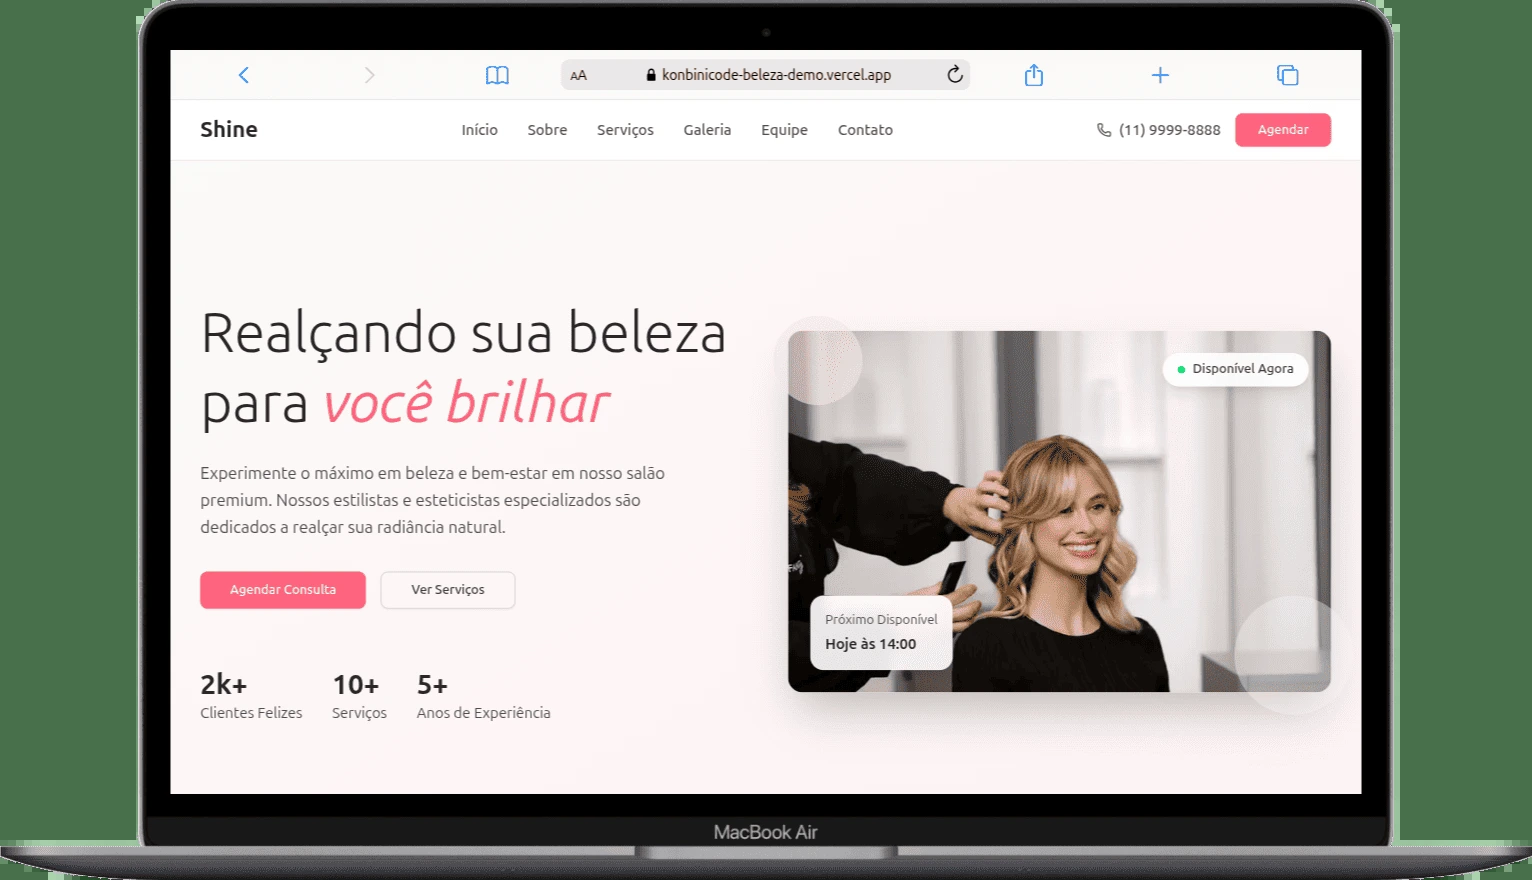 AA konbinicode-beleza-demo.vercel.app
Shine
Início Sobre Serviços Galeria Equipe Contato
(11) 9999-8888 Agendar
Realçando sua beleza
para você brilhar
Experimente o máximo em beleza e bem-estar em nosso salão
premium. Nossos estilistas e esteticistas especializados são
dedicados a realçar sua radiância natural.
Agendar Consulta Ver Serviços
2k+ 10+ 5+
Clientes Felizes Serviços Anos de Experiência
Disponível Agora
Próximo Disponível
Hoje às 14:00
MacBook Air